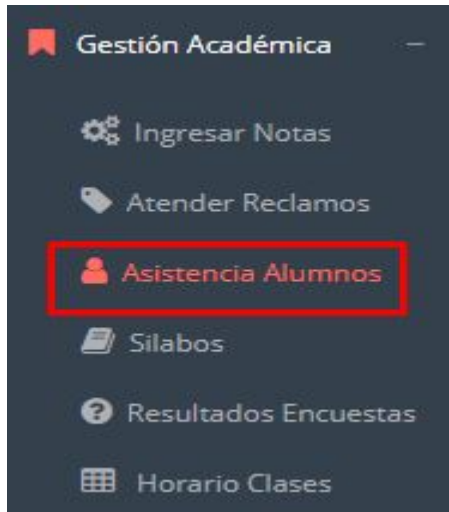 Gestión Académica
Ingresar Notas
Atender Reclamos
Asistencia Alumnos
Silabos
Resultados Encuestas
Horario Clases